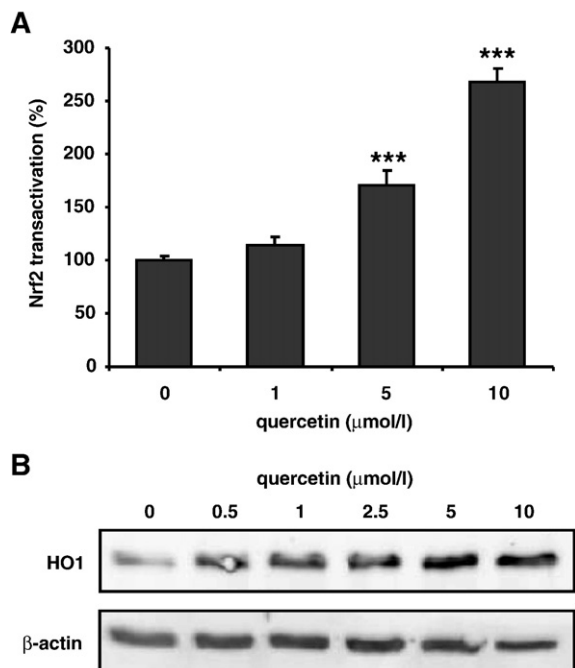 A
300
250
200
150
100
50
0
Nrf2 transactivation (%)
***
***
0 1 5 10
quercetin (μmol/l)
B
quercetin (μmol/l)
0 0.5 1 2.5 5 10
HO1
β-actin